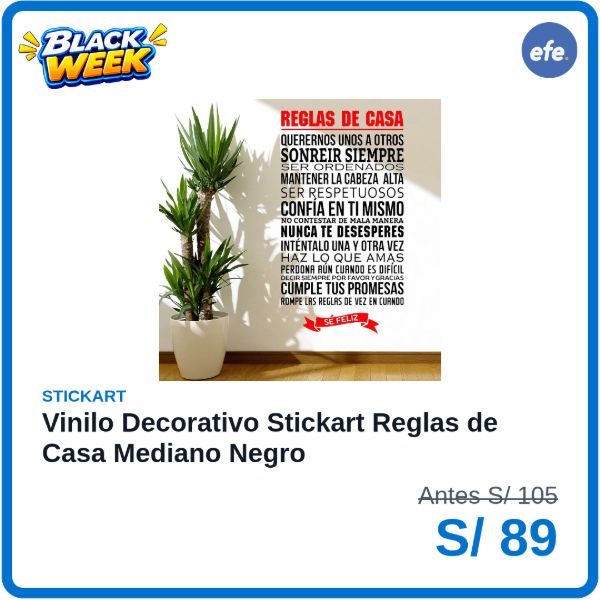 BLACK
WEEK
efe.
REGLAS DE CASA
QUERERNOS UNOS A OTROS
SONREIR SIEMPRE
SER ORDENADOS
MANTENER LA CABEZA ALTA
SER RESPETUOSOS
CONFÍA EN TI MISMO
NO CONTESTAR DE MALA MANERA
NUNCA TE DESESPERES
INTÉNTALO UNA Y OTRA VEZ
HAZ LO QUE AMAS
PERDONA AÚN CUANDO ES DIFÍCIL
DECIR SIEMPRE POR FAVOR Y GRACIAS
CUMPLE TUS PROMESAS
ROMPE LAS REGLAS DE VEZ EN CUANDO
SÉ FELIZ
STICKART
Vinilo Decorativo Stickart Reglas de
Casa Mediano Negro
Antes S/ 105
S/ 89